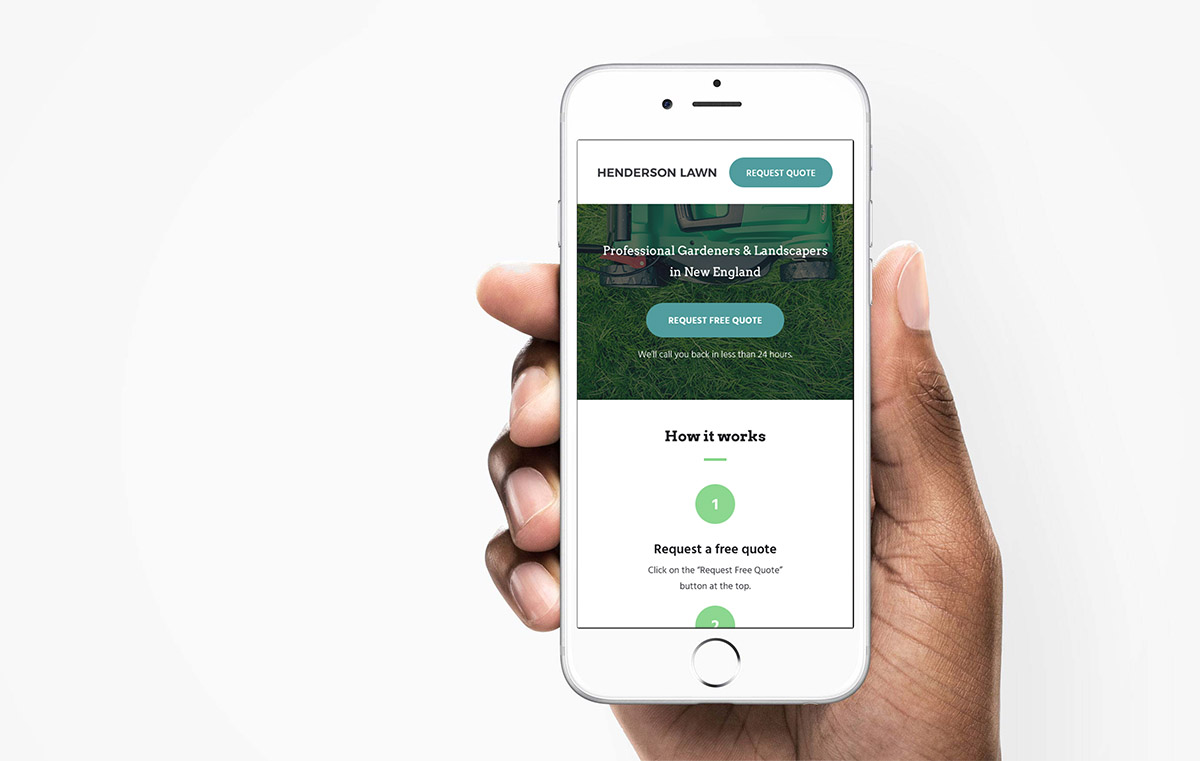 HENDERSON LAWN
REQUEST QUOTE
Professional Gardeners & Landscapers
in New England
REQUEST FREE QUOTE
We'll call you back in less than 24 hours.
How it works
1
Request a free quote
Click on the "Request Free Quote"
button at the top.
2